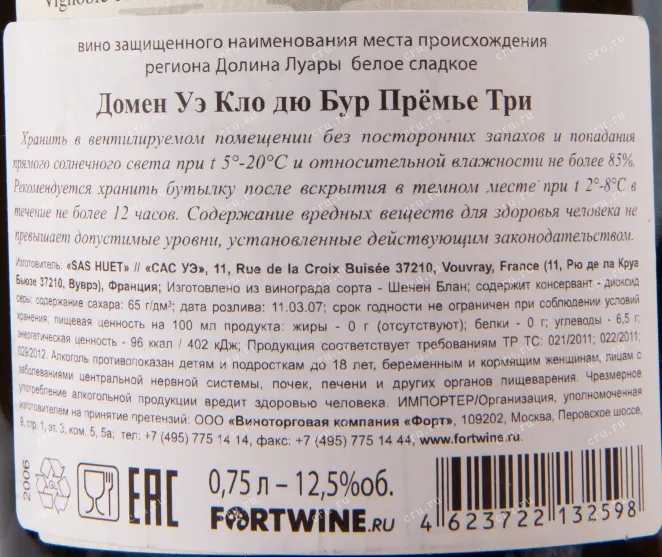 Vignoble
вино защищенного наименования места происхождения
региона Долина Луары белое сладкое
Домен Уэ Кло дю Бур Прёмье Три
Хранить в вентилируемом помещении без посторонних запахов и попадания
прямого солнечного света при t 5°-20°C и относительной влажности не более 85%.
Рекомендуется хранить бутылку после вскрытия в темном месте при t 2°-8°C в
течение не более 12 часов. Содержание вредных веществ для здоровья человека не
превышает допустимые уровни, установленные действующим законодательством.
Изготовитель: «SAS HUET» // «САС УЭ», 11, Rue de la Croix Buisée 37210, Vouvray, France (11, Рю де ла Круа
Бьюзе 37210, Вуврэ), Франция; Изготовлено из винограда сорта - Шенен Блан; содержит консервант - диоксид
серы; содержание сахара: 65 г/дм³; дата розлива: 11.03.07; срок годности не ограничен при соблюдении условий
хранения; пищевая ценность на 100 мл продукта: жиры - 0 г (отсутствуют); белки - 0 г; углеводы - 6,5 г;
энергетическая ценность - 96 ккал / 402 кДж; Продукция соответствует требованиям ТР ТС: 021/2011; 022/2011;
029/2012. Алкоголь противопоказан детям и подросткам до 18 лет, беременным и кормящим женщинам, лицам с
заболеваниями центральной нервной системы, почек, печени и других органов пищеварения. Чрезмерное
употребление алкогольной продукции вредит здоровью человека. ИМПОРТЕР/Организация, уполномоченная
изготовителем на принятие претензий: ООО «Виноторговая компания «Форт», 109202, Москва, Перовское шоссе,
9, стр. 1, эт. 3, ком. 5, 5а; тел: +7 (495) 775 14 14, факс: +7 (495) 775 14 44, www.fortwine.ru.
2006
GL
EAC
0,75 л – 12,5%об.
FORTWINE.RU
4 623722 132598